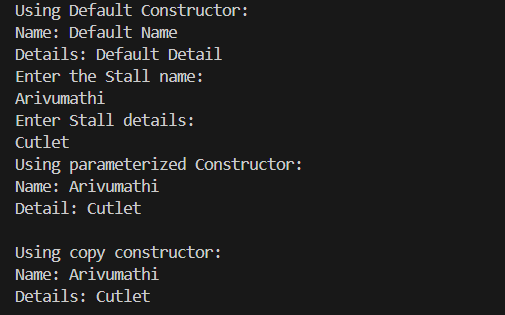 Using Default Constructor:
Name: Default Name
Details: Default Detail
Enter the Stall name:
Arivumathi
Enter Stall details:
Cutlet
Using parameterized Constructor:
Name: Arivumathi
Detail: Cutlet

Using copy constructor:
Name: Arivumathi
Details: Cutlet